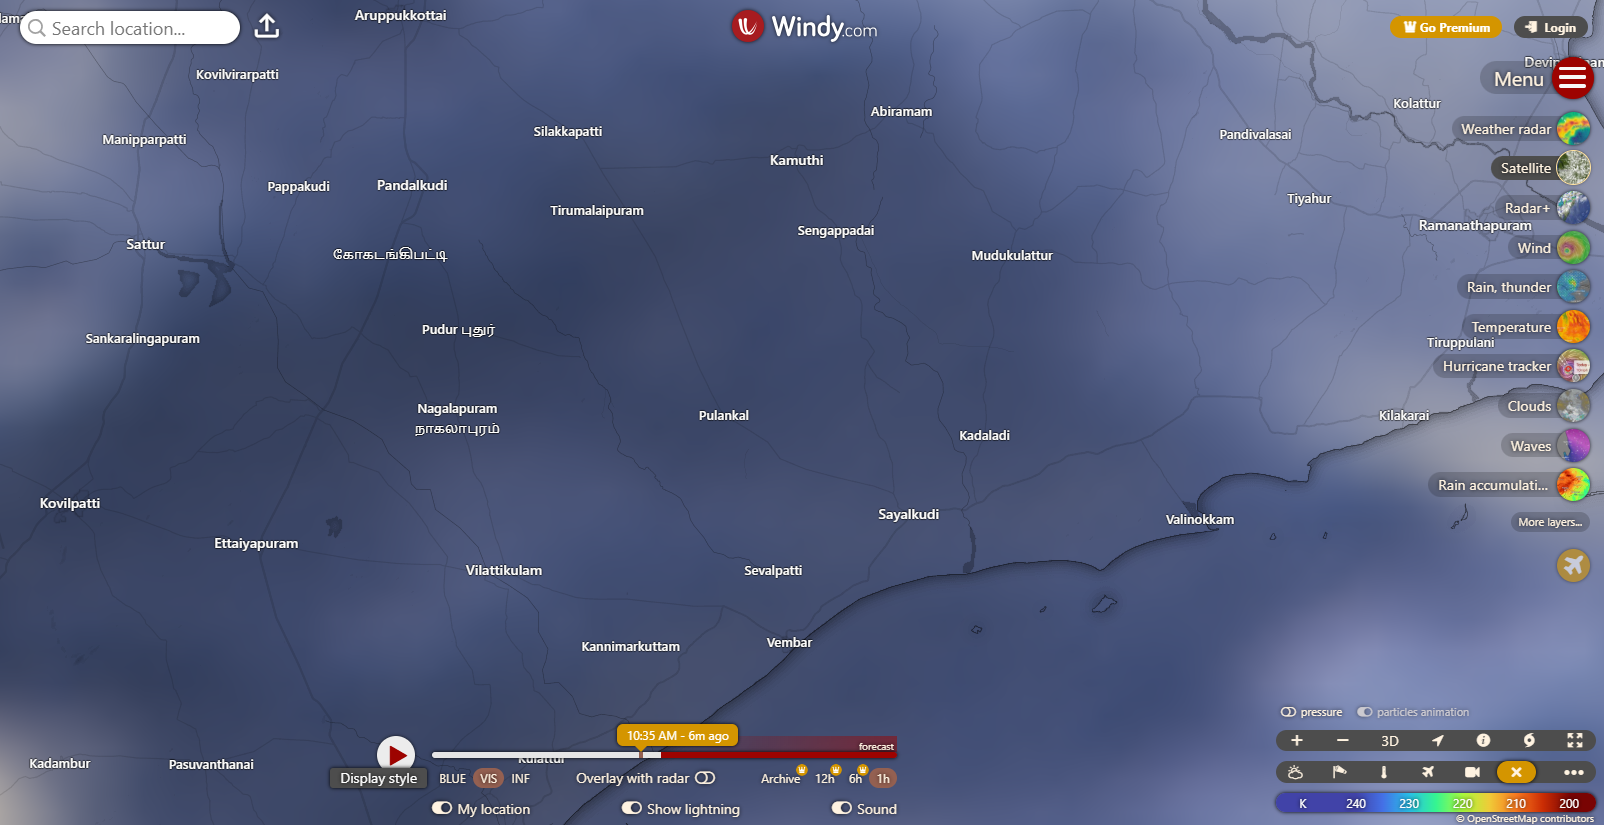 Search location...
Windy.com
Go Premium
Login
Menu
Weather radar
Satellite
Radar+
Wind
Rain, thunder
Temperature
Hurricane tracker
Clouds
Waves
Rain accumulati...
More layers...
Aruppukkottai
Kovilvirarpatti
Abiramam
Kolattur
Manipparpatti
Silakkapatti
Pandivalasai
Kamuthi
Pappakudi
Pandalkudi
Tirumalaipuram
Tiyahur
Sengappadai
Ramanathapuram
Sattur
கோகடங்கிபட்டி
Mudukulattur
Pudur புதுர்
Sankaralingapuram
Tiruppulani
Nagalapuram
நாகலாபுரம்
Pulankal
Kilakarai
Kadaladi
Kovilpatti
Sayalkudi
Valinokkam
Ettaiyapuram
Vilattikulam
Sevalpatti
Kannimarkuttam
Vembar
Kadambur
Pasuvanthanai
Kulattur
10:35 AM - 6m ago
forecast
Display style
BLUE VIS INF
Overlay with radar
Archive 12h 6h 1h
My location
Show lightning
Sound
pressure
particles animation
3D
K 240 230 220 210 200
© OpenStreetMap contributors